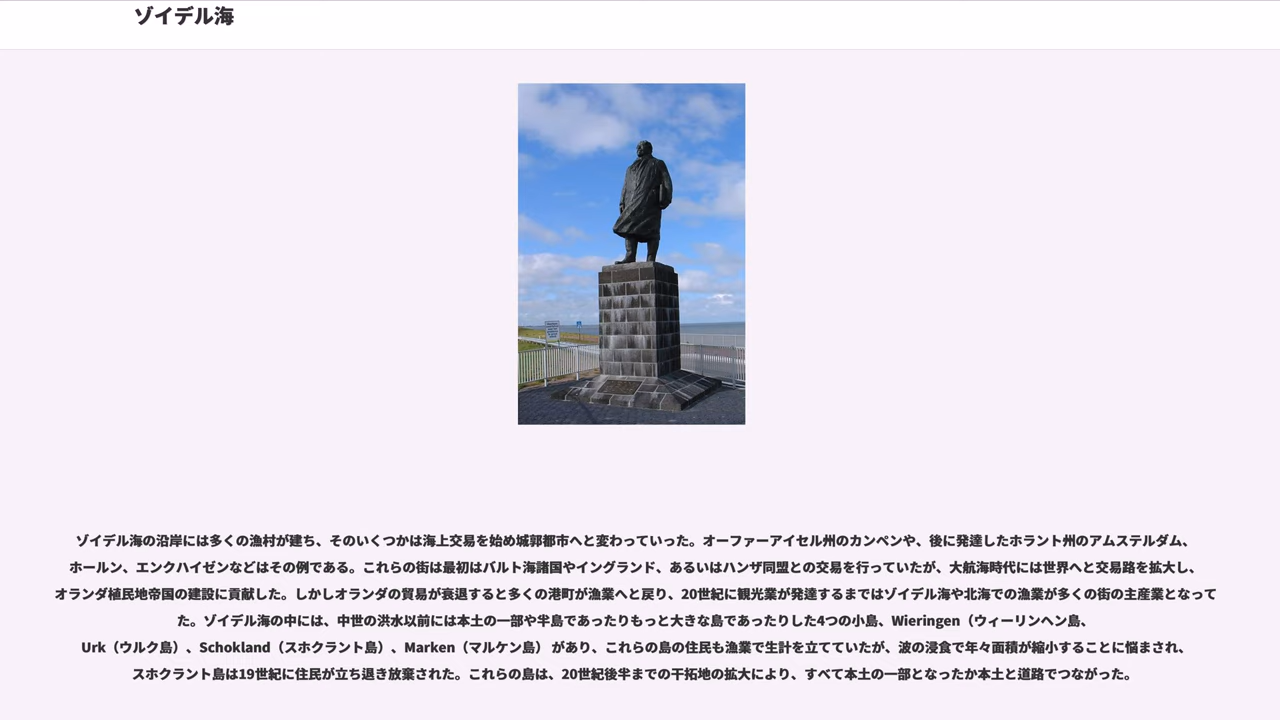 ゾイデル海
ゾイデル海の沿岸には多くの漁村が建ち、そのいくつかは海上交易を始め城郭都市へと変わっていった。オーファーアイセル州のカンペンや、後に発達したホラント州のアムステルダム、
ホールン、エンクハイゼンなどはその例である。これらの街は最初はバルト海諸国やイングランド、あるいはハンザ同盟との交易を行っていたが、大航海時代には世界へと交易路を拡大し、
オランダ植民地帝国の建設に貢献した。しかしオランダの貿易が衰退すると多くの港町が漁業へと戻り、20世紀に観光業が発達するまではゾイデル海や北海での漁業が多くの街の主産業となって
た。ゾイデル海の中には、中世の洪水以前には本土の一部や半島であったりもっと大きな島であったりした4つの小島、Wieringen（ウィーリンヘン島、
Urk（ウルク島）、Schokland（スホクラント島）、Marken（マルケン島） があり、これらの島の住民も漁業で生計を立てていたが、波の浸食で年々面積が縮小することに悩まされ、
スホクラント島は19世紀に住民が立ち退き放棄された。これらの島は、20世紀後半までの干拓地の拡大により、すべて本土の一部となったか本土と道路でつながった。